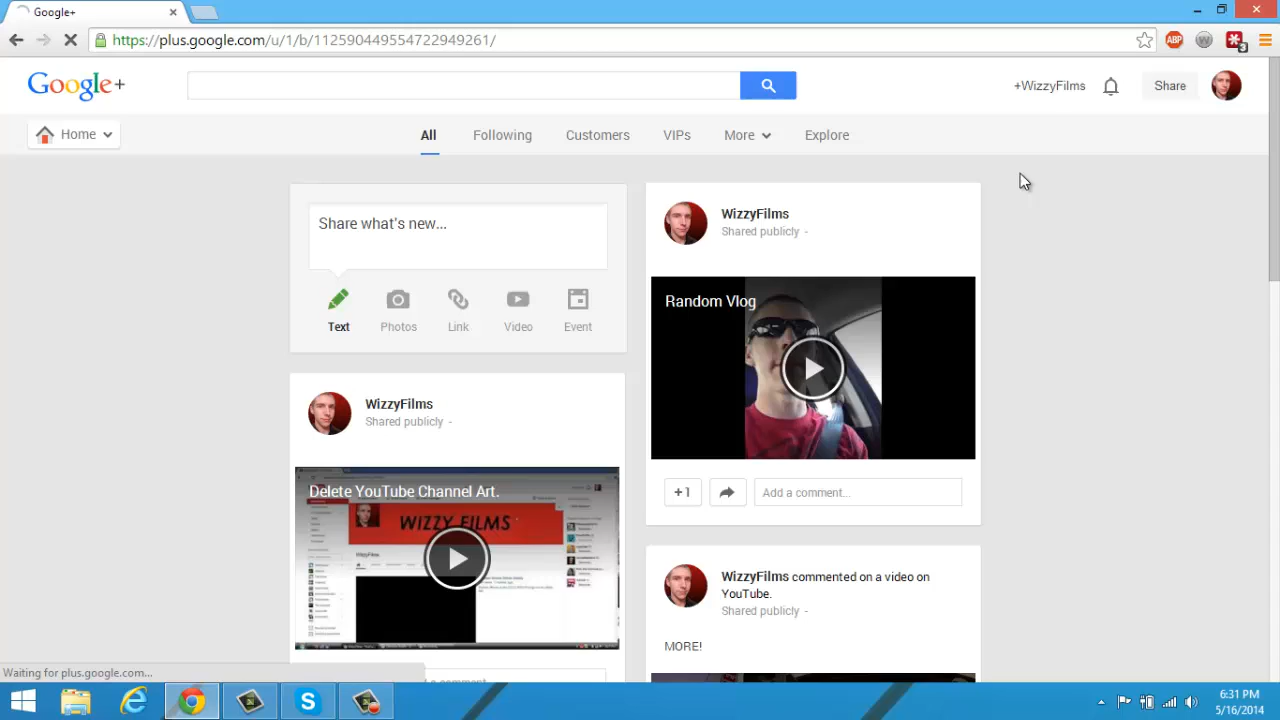 Google+
https://plus.google.com/u/1/b/112590449554722949261/
ABP
3
Google+
+WizzyFilms
Share
Home
All
Following
Customers
VIPs
More
Explore
Share what's new...
Text
Photos
Link
Video
Event
WizzyFilms
Shared publicly -
Random Vlog
+1
Add a comment...
WizzyFilms
Shared publicly -
Delete YouTube Channel Art.
WIZZY FILMS
WizzyFilms commented on a video on
YouTube.
Shared publicly -
MORE!
Waiting for plus.google.com...
6:31 PM
5/16/2014